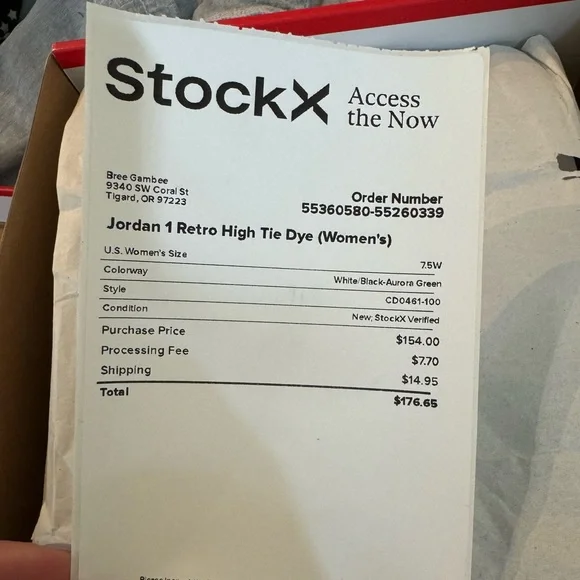 StockX Access
the Now
Bree Gambee
9340 SW Coral St
Tigard, OR 97223
Order Number
55360580-55260339
Jordan 1 Retro High Tie Dye (Women's)
U.S. Women's Size 7.5W
Colorway White/Black-Aurora Green
Style CD0461-100
Condition New, StockX Verified
Purchase Price $154.00
Processing Fee $7.70
Shipping $14.95
Total $176.65